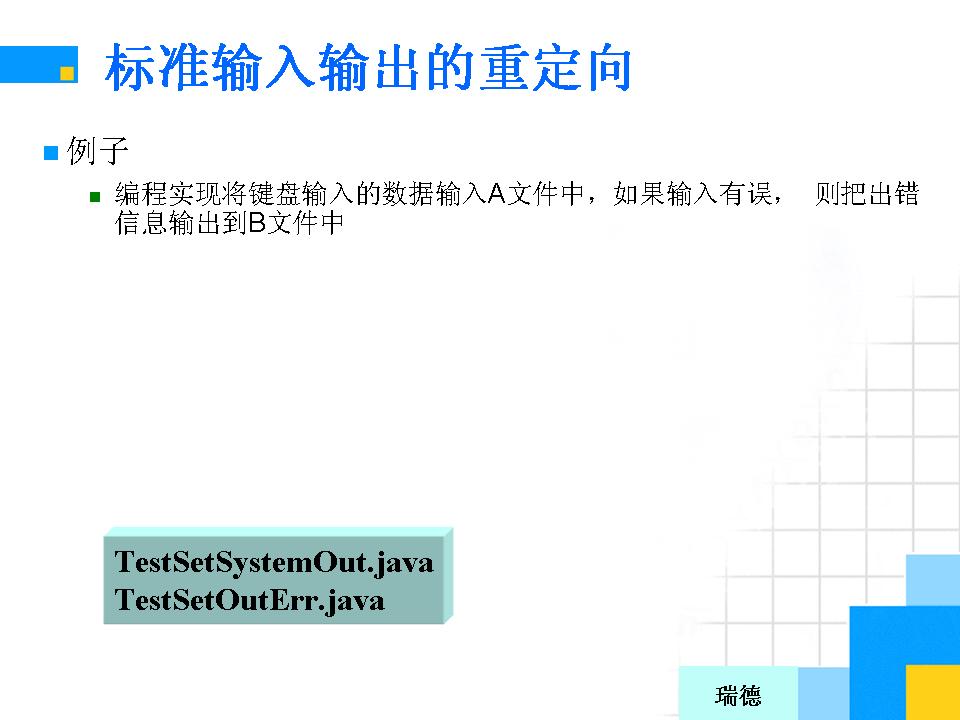 标准输入输出的重定向
例子
编程实现将键盘输入的数据输入A文件中，如果输入有误， 则把出错
信息输出到B文件中
TestSetSystemOut.java
TestSetOutErr.java
瑞德